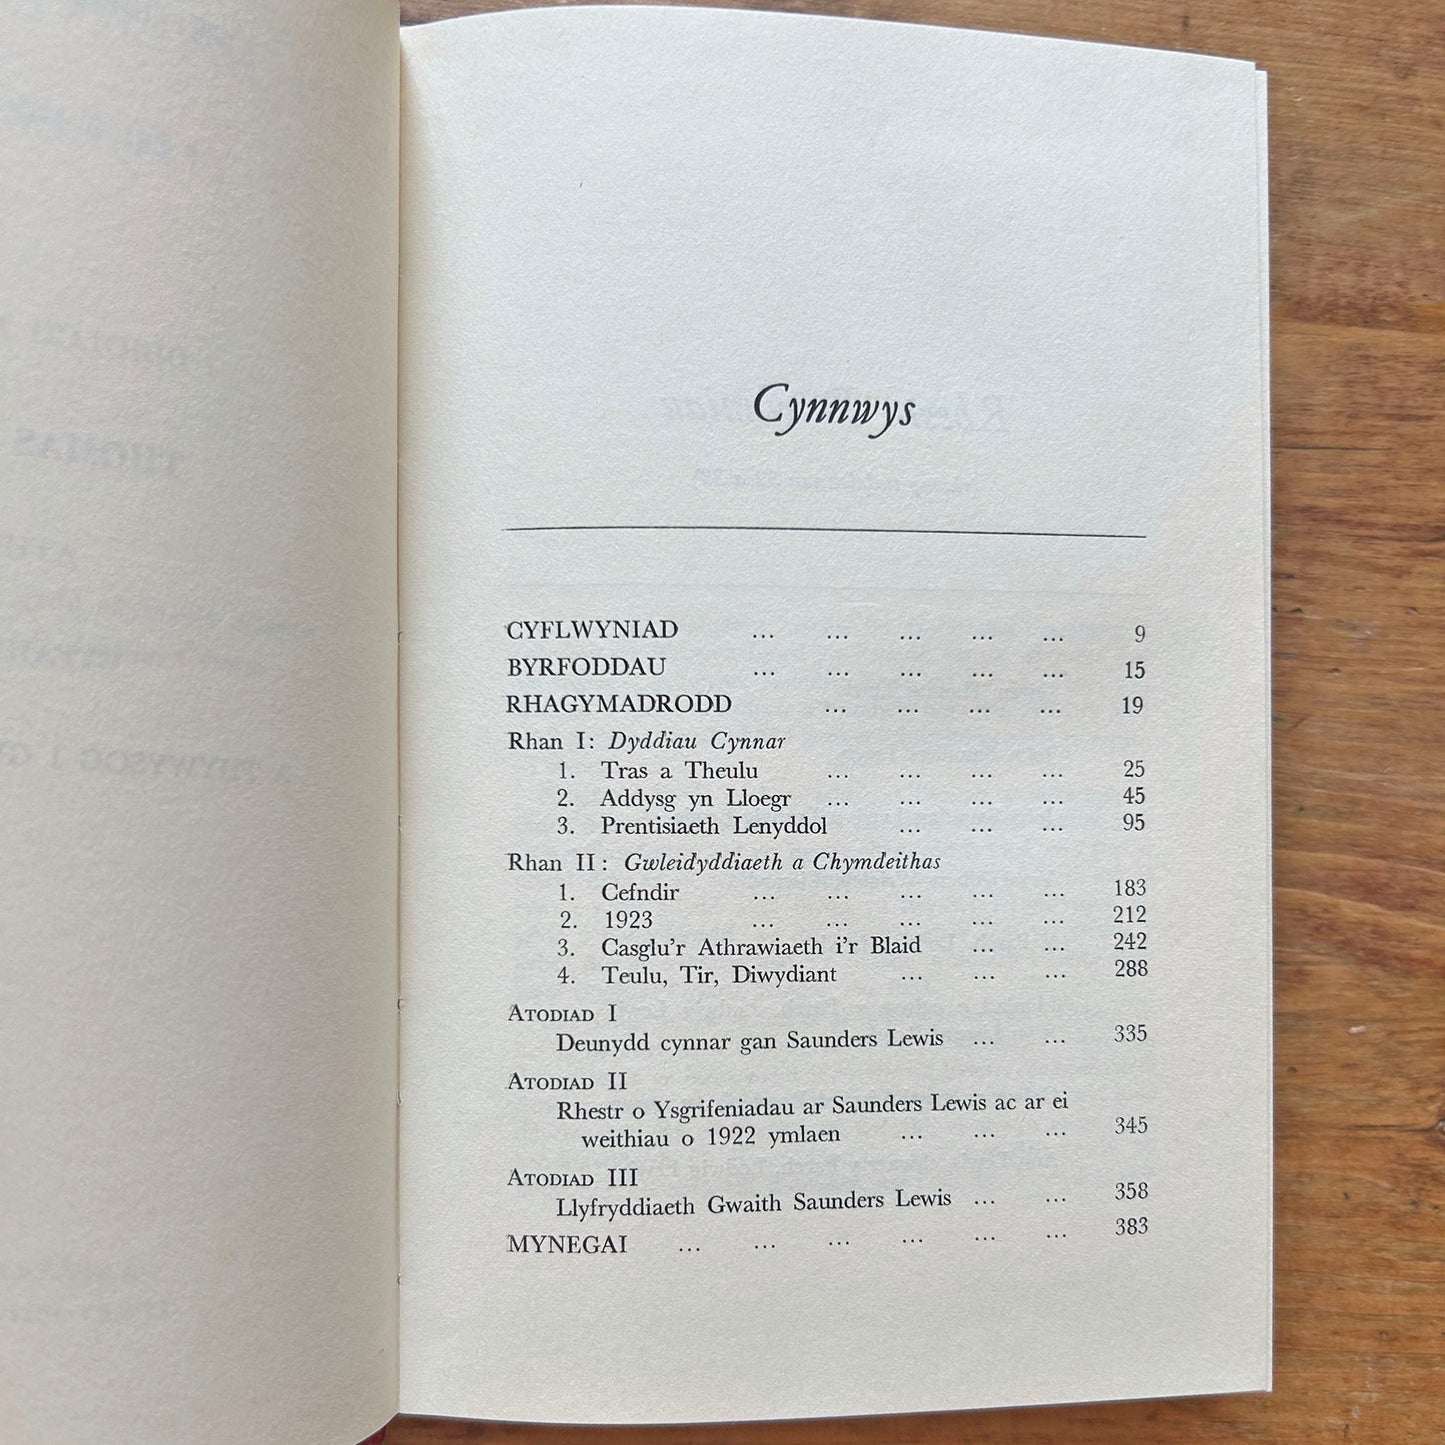 Cynnwys
CYFLWYNIAD ... ... ... ... ... 9
BYRFODDAU ... ... ... ... ... 15
RHAGYMADRODD ... ... ... ... 19
Rhan I: Dyddiau Cynnar
1. Tras a Theulu ... ... ... ... 25
2. Addysg yn Lloegr ... ... ... ... 45
3. Prentisiaeth Lenyddol ... ... ... 95
Rhan II: Gwleidyddiaeth a Chymdeithas
1. Cefndir ... ... ... ... ... 183
2. 1923 ... ... ... ... ... 212
3. Casglu'r Athrawiaeth i'r Blaid ... ... 242
4. Teulu, Tir, Diwydiant ... ... ... 288
ATODIAD I
Deunydd cynnar gan Saunders Lewis ... ... 335
ATODIAD II
Rhestr o Ysgrifeniadau ar Saunders Lewis ac ar ei
weithiau o 1922 ymlaen ... ... ... 345
ATODIAD III
Llyfryddiaeth Gwaith Saunders Lewis ... ... 358
MYNEGAI ... ... ... ... ... ... 383
THOMAS